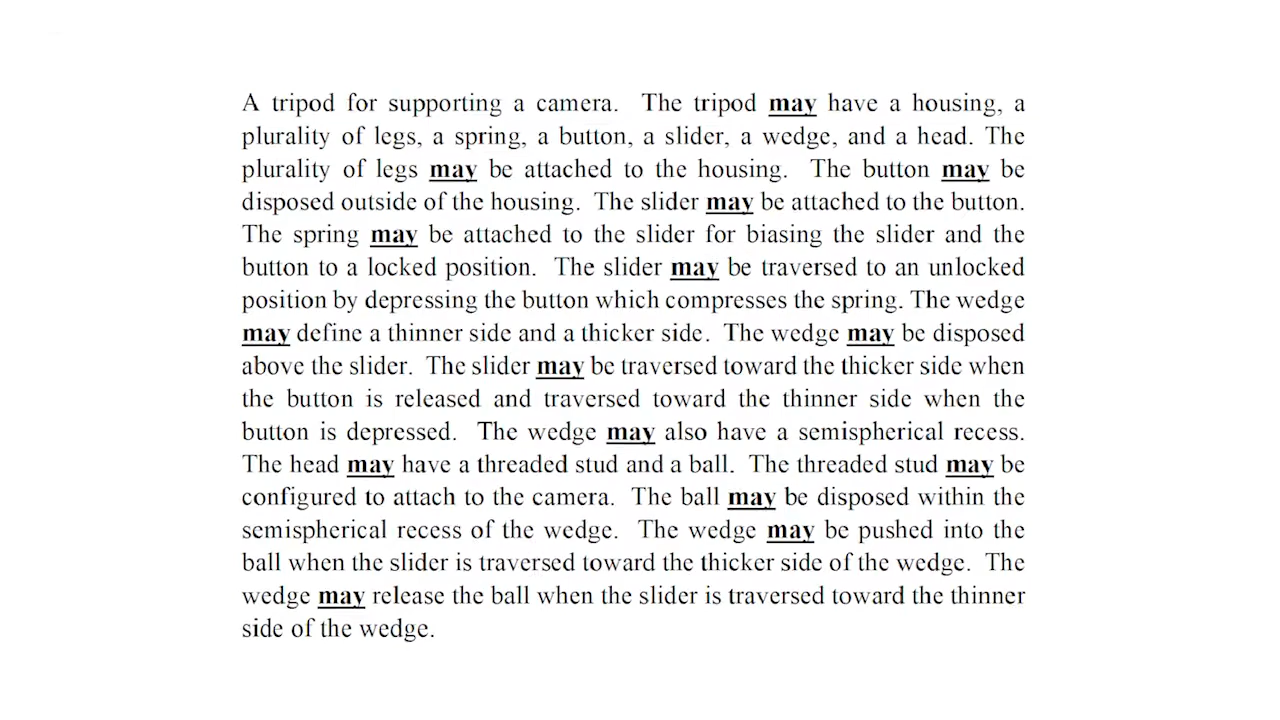 A tripod for supporting a camera. The tripod may have a housing, a
plurality of legs, a spring, a button, a slider, a wedge, and a head. The
plurality of legs may be attached to the housing. The button may be
disposed outside of the housing. The slider may be attached to the button.
The spring may be attached to the slider for biasing the slider and the
button to a locked position. The slider may be traversed to an unlocked
position by depressing the button which compresses the spring. The wedge
may define a thinner side and a thicker side. The wedge may be disposed
above the slider. The slider may be traversed toward the thicker side when
the button is released and traversed toward the thinner side when the
button is depressed. The wedge may also have a semispherical recess.
The head may have a threaded stud and a ball. The threaded stud may be
configured to attach to the camera. The ball may be disposed within the
semispherical recess of the wedge. The wedge may be pushed into the
ball when the slider is traversed toward the thicker side of the wedge. The
wedge may release the ball when the slider is traversed toward the thinner
side of the wedge.